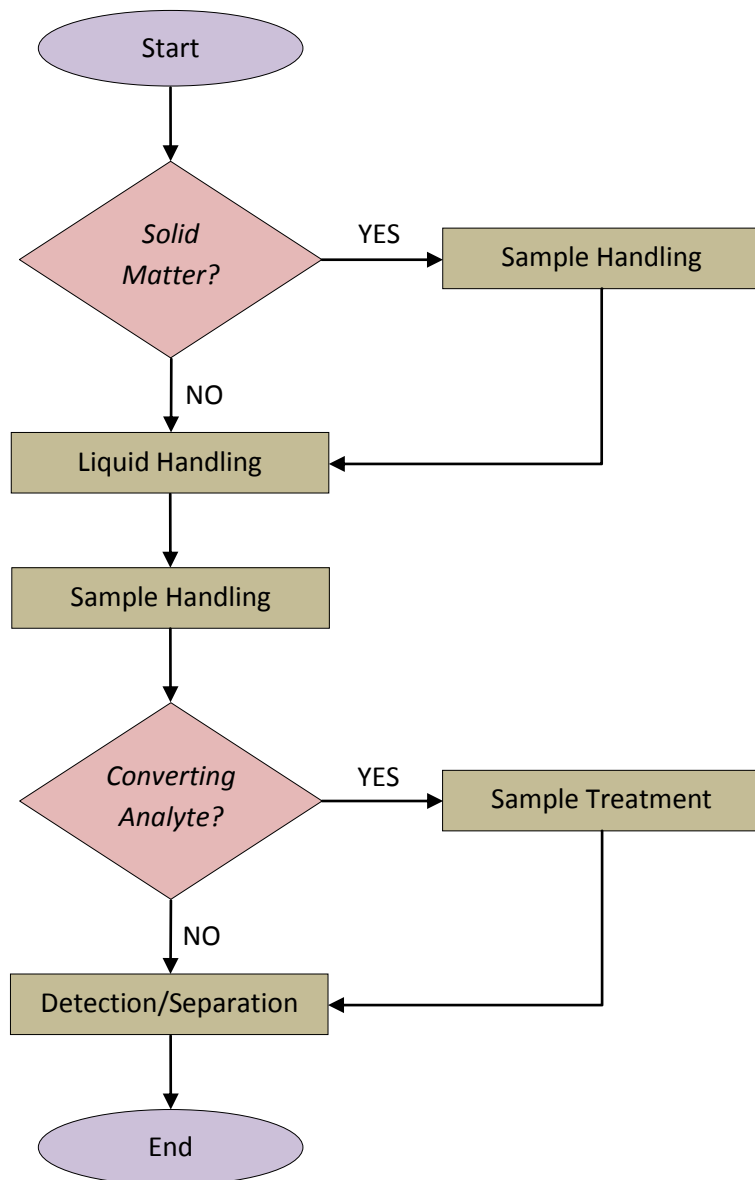 Start
Solid
Matter?
YES
Sample Handling
NO
Liquid Handling
Sample Handling
Converting
Analyte?
YES
Sample Treatment
NO
Detection/Separation
End